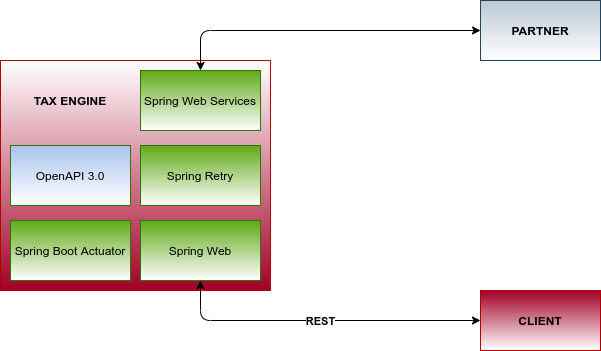 PARTNER
TAX ENGINE
Spring Web Services
OpenAPI 3.0
Spring Retry
Spring Boot Actuator
Spring Web
REST
CLIENT